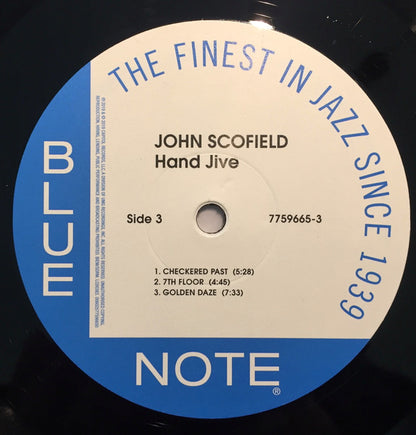 THE FINEST IN JAZZ SINCE 1939
BLUE
NOTE®
JOHN SCOFIELD
Hand Jive
Side 3 7759665-3
1. CHECKERED PAST (5:28)
2. 7TH FLOOR (4:45)
3. GOLDEN DAZE (7:33)